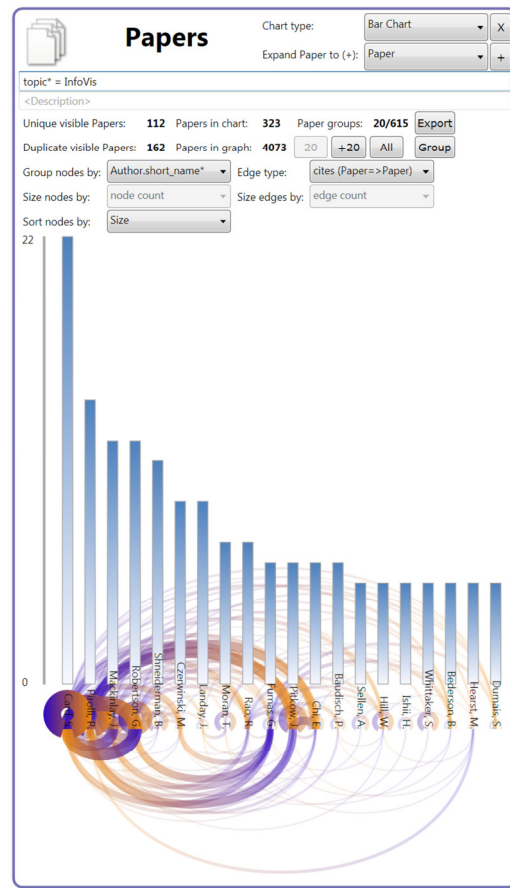 Papers
Chart type: Bar Chart X
Expand Paper to (+): Paper +
topic* = InfoVis
<Description>
Unique visible Papers: 112 Papers in chart: 323 Paper groups: 20/615 Export
Duplicate visible Papers: 162 Papers in graph: 4073 20 +20 All Group
Group nodes by: Author.short_name* Edge type: cites (Paper=>Paper)
Size nodes by: node count Size edges by: edge count
Sort nodes by: Size
22
0
Card, S.
Pirolli, P.
Mackinlay, J.
Robertson, G.
Shneiderman, B.
Czerwinski, M.
Landay, J.
Moran, T.
Rao, R.
Furnas, G.
Pitkow, J.
Chi, E.
Baudisch, P.
Sellen, A.
Hill, W.
Ishii, H.
Whittaker, S.
Bederson, B.
Hearst, M.
Dumais, S.